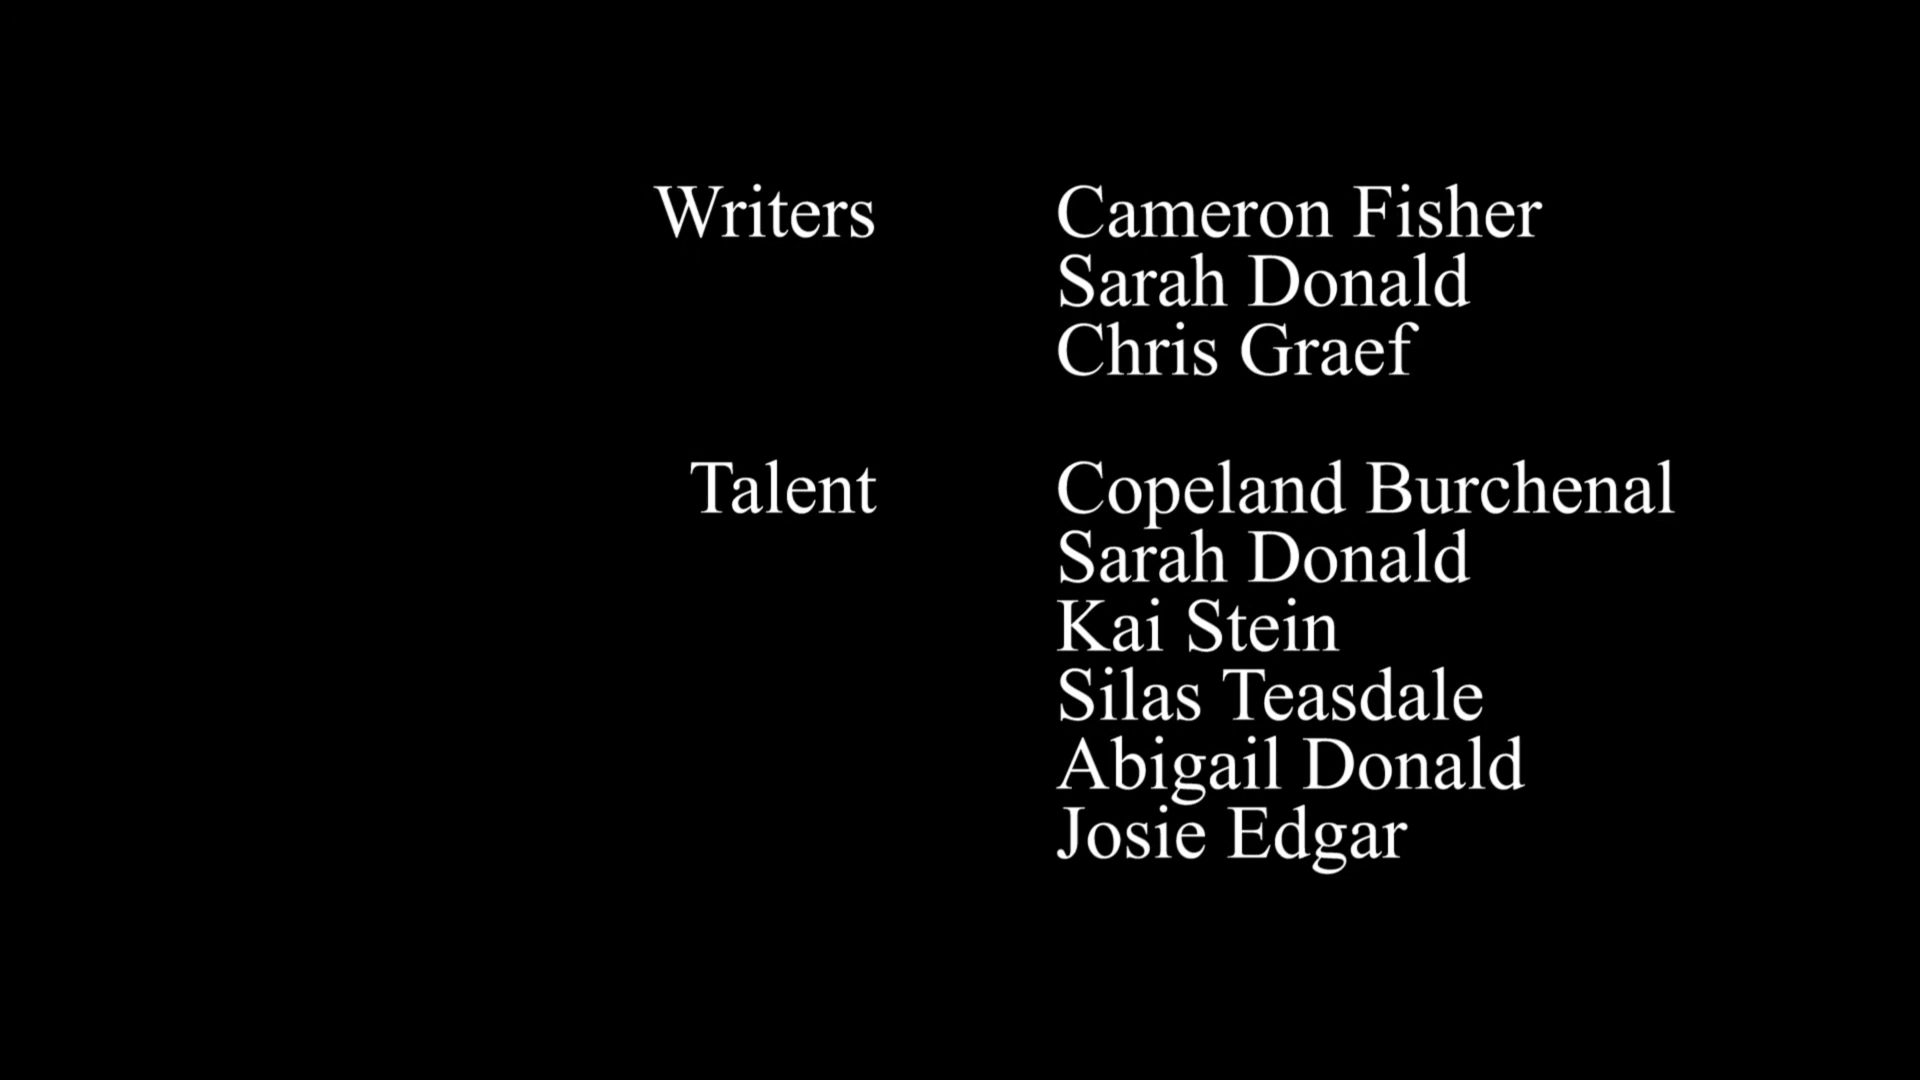 Writers Cameron Fisher
Sarah Donald
Chris Graef
Talent Copeland Burchenal
Sarah Donald
Kai Stein
Silas Teasdale
Abigail Donald
Josie Edgar